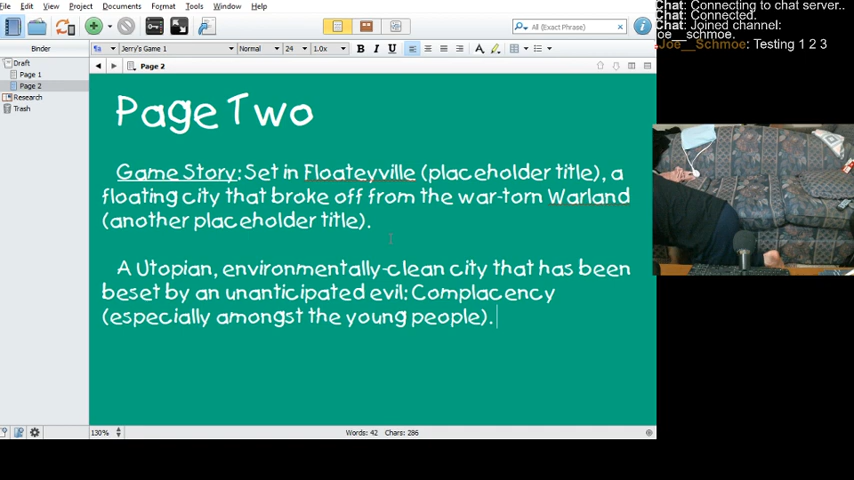 File Edit View Project Documents Format Tools Window Help
All (Exact Phrase)
Jerry's Game 1 Normal 24 1.0x B I U
Binder
Page 2
Draft
Page 1
Page 2
Research
Trash
Page Two
Game Story: Set in Floateyville (placeholder title), a
floating city that broke off from the war-torn Warland
(another placeholder title).
A Utopian, environmentally-clean city that has been
beset by an unanticipated evil: Complacency
(especially amongst the young people).
130%
Words: 42 Chars: 286
Chat: Connecting to chat server..
Chat: Connected.
Chat: Joined channel:
joe__schmoe.
Joe__Schmoe: Testing 1 2 3